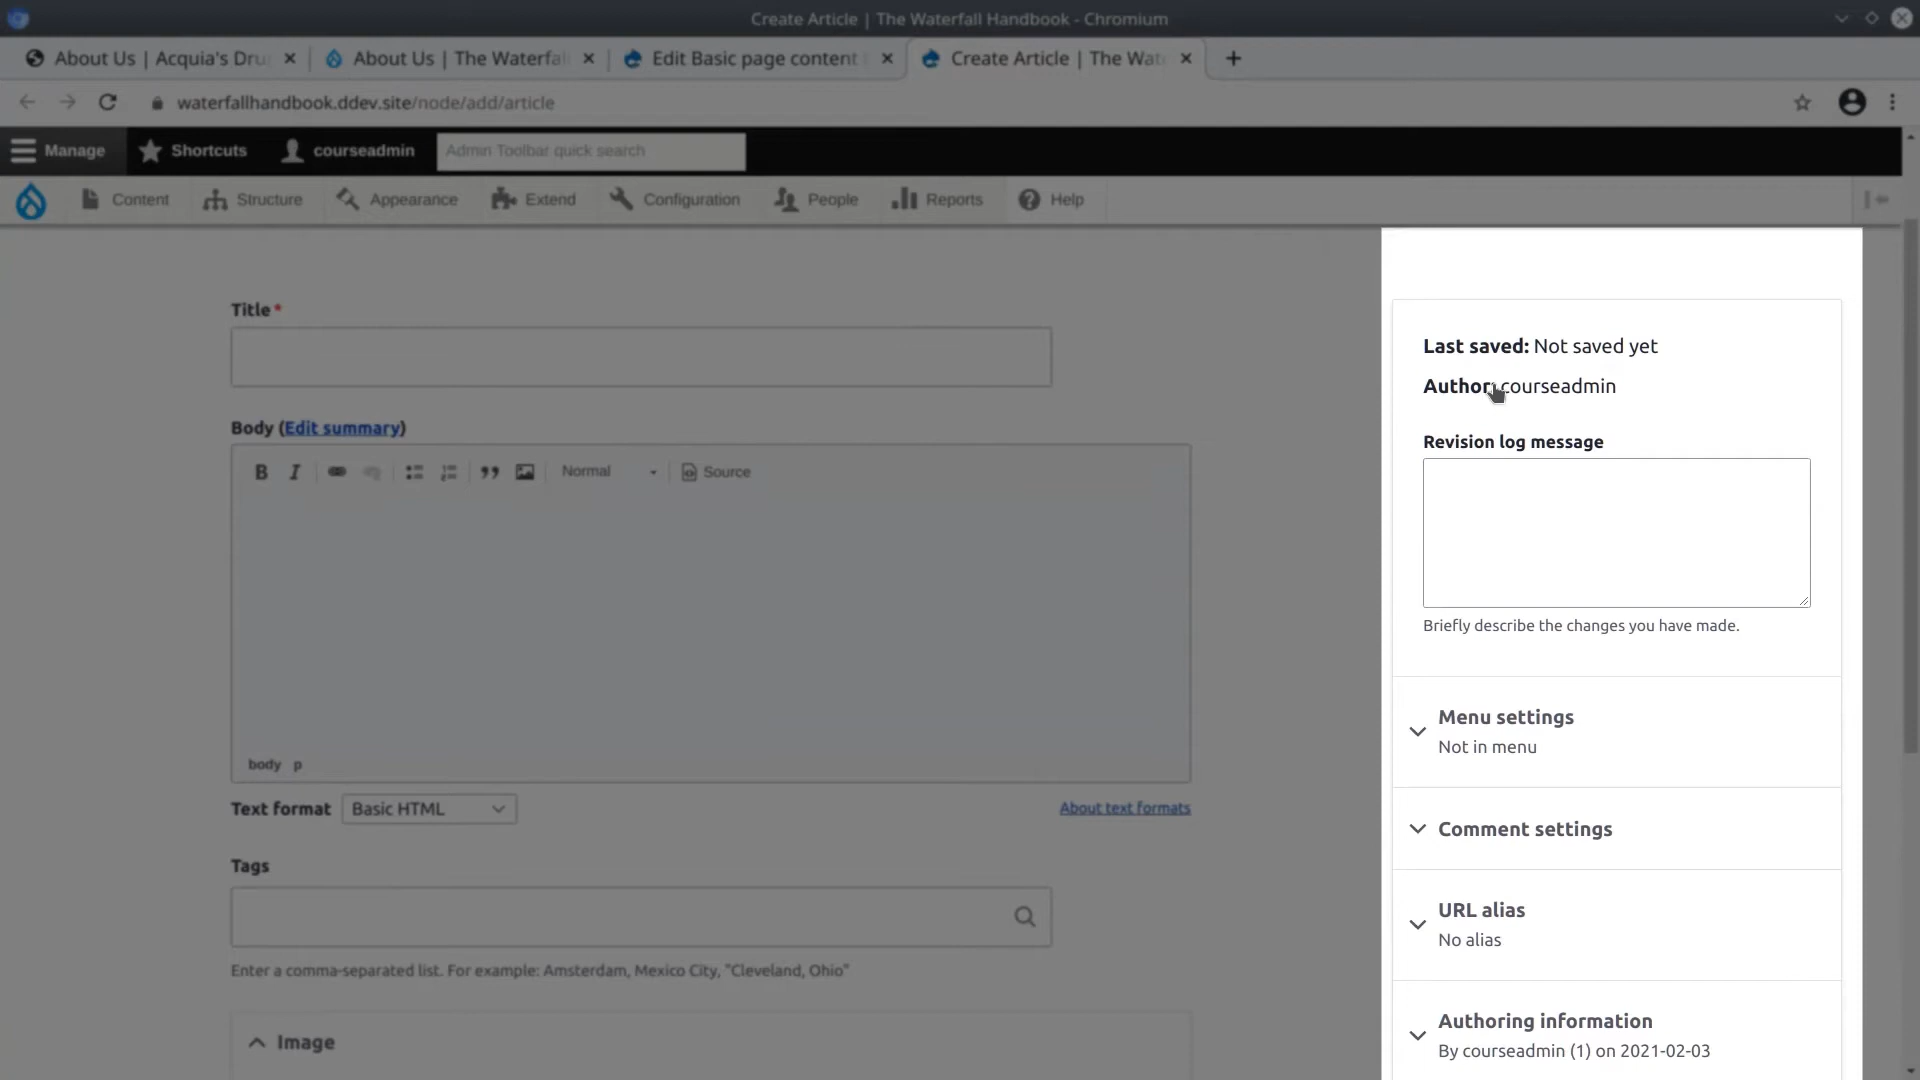 Create Article | The Waterfall Handbook - Chromium
About Us | Acquia's Dru
About Us | The Waterfal
Edit Basic page content
Create Article | The Wat
waterfallhandbook.ddev.site/node/add/article
Manage
Shortcuts
courseadmin
Admin Toolbar quick search
Content
Structure
Appearance
Extend
Configuration
People
Reports
Help
Title*
Body (Edit summary)
B I
Normal
Source
body p
Text format
Basic HTML
About text formats
Tags
Enter a comma-separated list. For example: Amsterdam, Mexico City, "Cleveland, Ohio"
Image
Last saved: Not saved yet
Author: courseadmin
Revision log message
Briefly describe the changes you have made.
Menu settings
Not in menu
Comment settings
URL alias
No alias
Authoring information
By courseadmin (1) on 2021-02-03